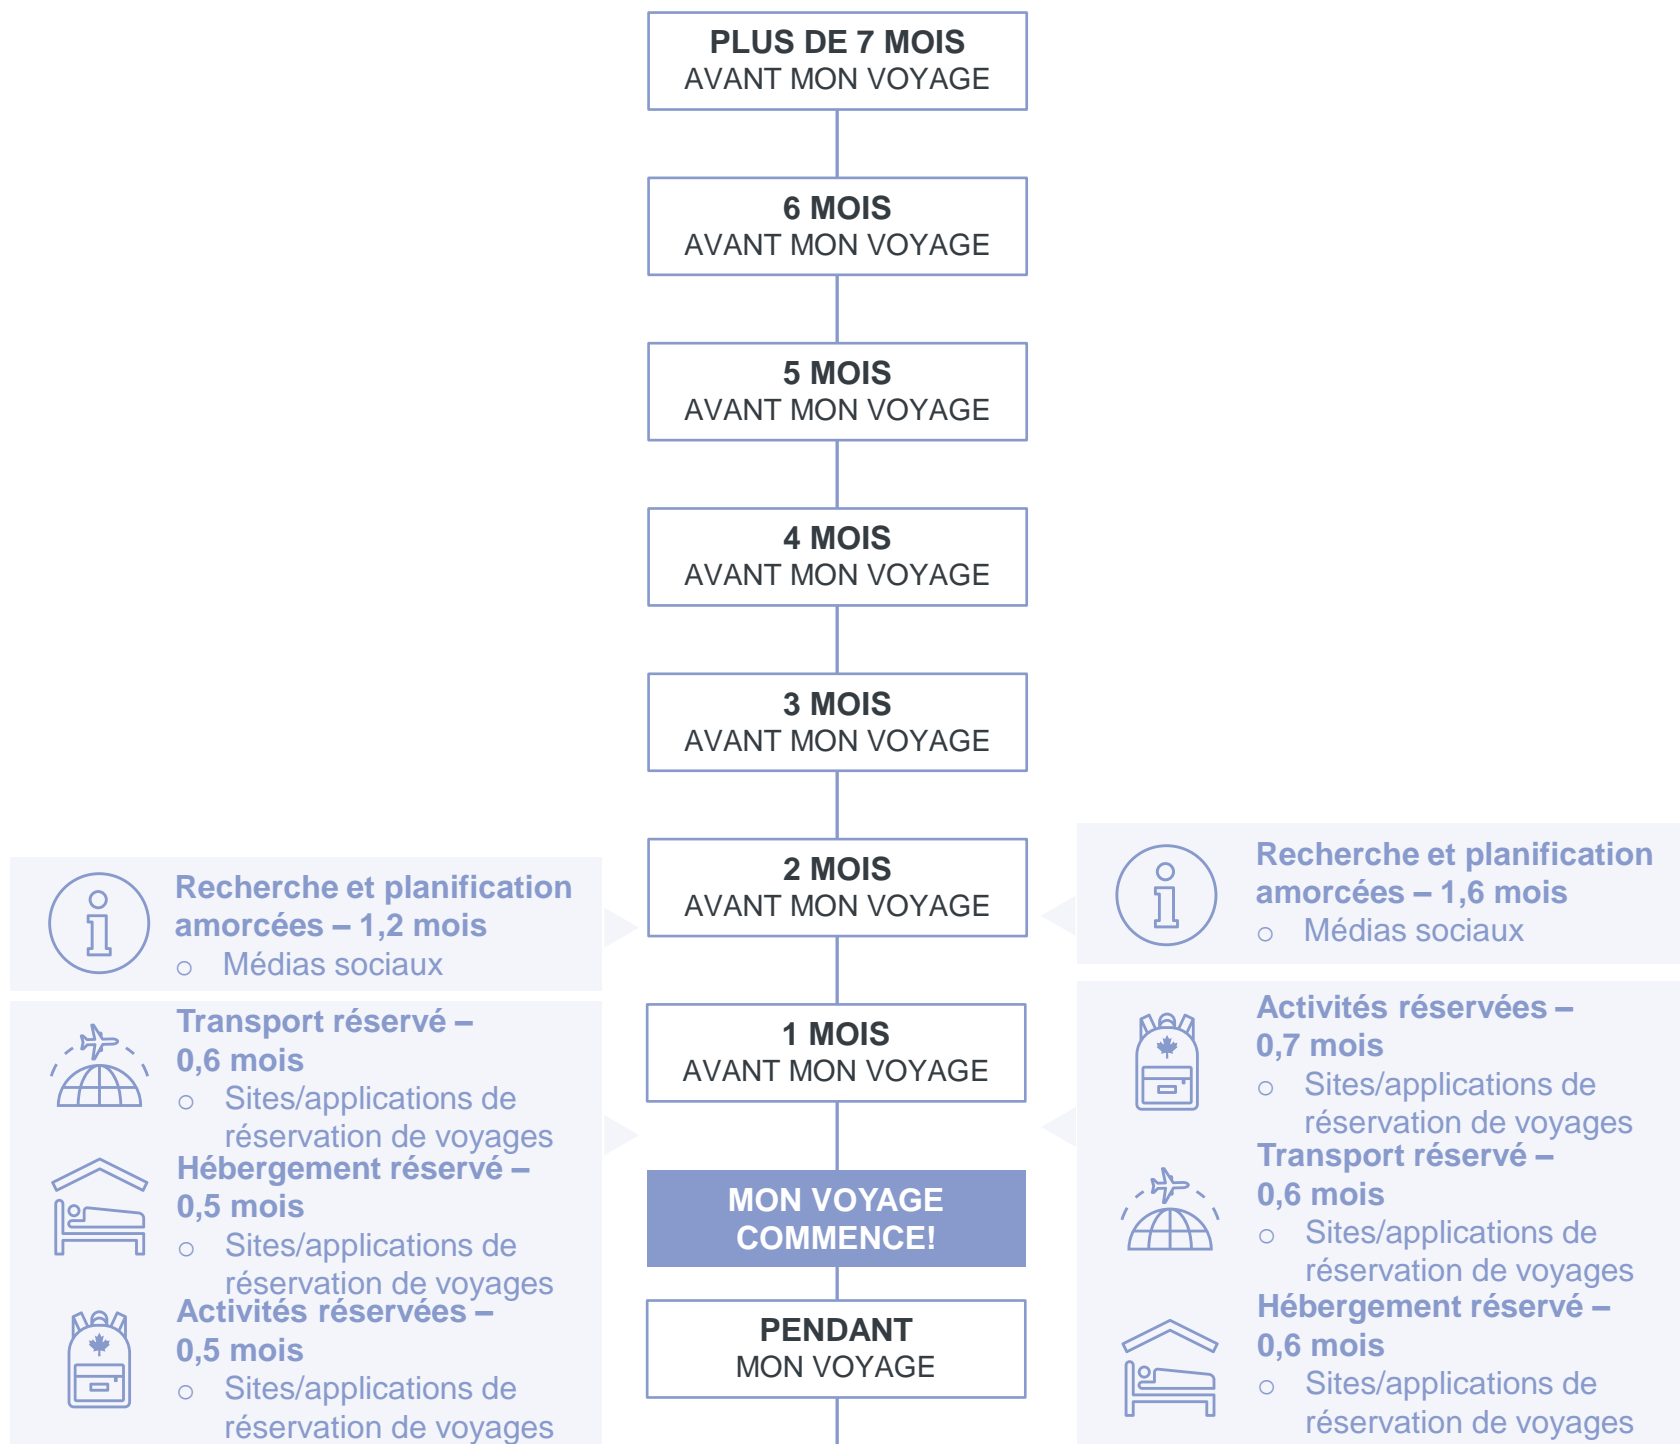 PLUS DE 7 MOIS
AVANT MON VOYAGE
6 MOIS
AVANT MON VOYAGE
5 MOIS
AVANT MON VOYAGE
4 MOIS
AVANT MON VOYAGE
3 MOIS
AVANT MON VOYAGE
2 MOIS
AVANT MON VOYAGE
1 MOIS
AVANT MON VOYAGE
MON VOYAGE
COMMENCE!
PENDANT
MON VOYAGE
Recherche et planification
amorcées – 1,2 mois
○ Médias sociaux
Transport réservé –
0,6 mois
○ Sites/applications de
réservation de voyages
Hébergement réservé –
0,5 mois
○ Sites/applications de
réservation de voyages
Activités réservées –
0,5 mois
○ Sites/applications de
réservation de voyages
Recherche et planification
amorcées – 1,6 mois
○ Médias sociaux
Activités réservées –
0,7 mois
○ Sites/applications de
réservation de voyages
Transport réservé –
0,6 mois
○ Sites/applications de
réservation de voyages
Hébergement réservé –
0,6 mois
○ Sites/applications de
réservation de voyages